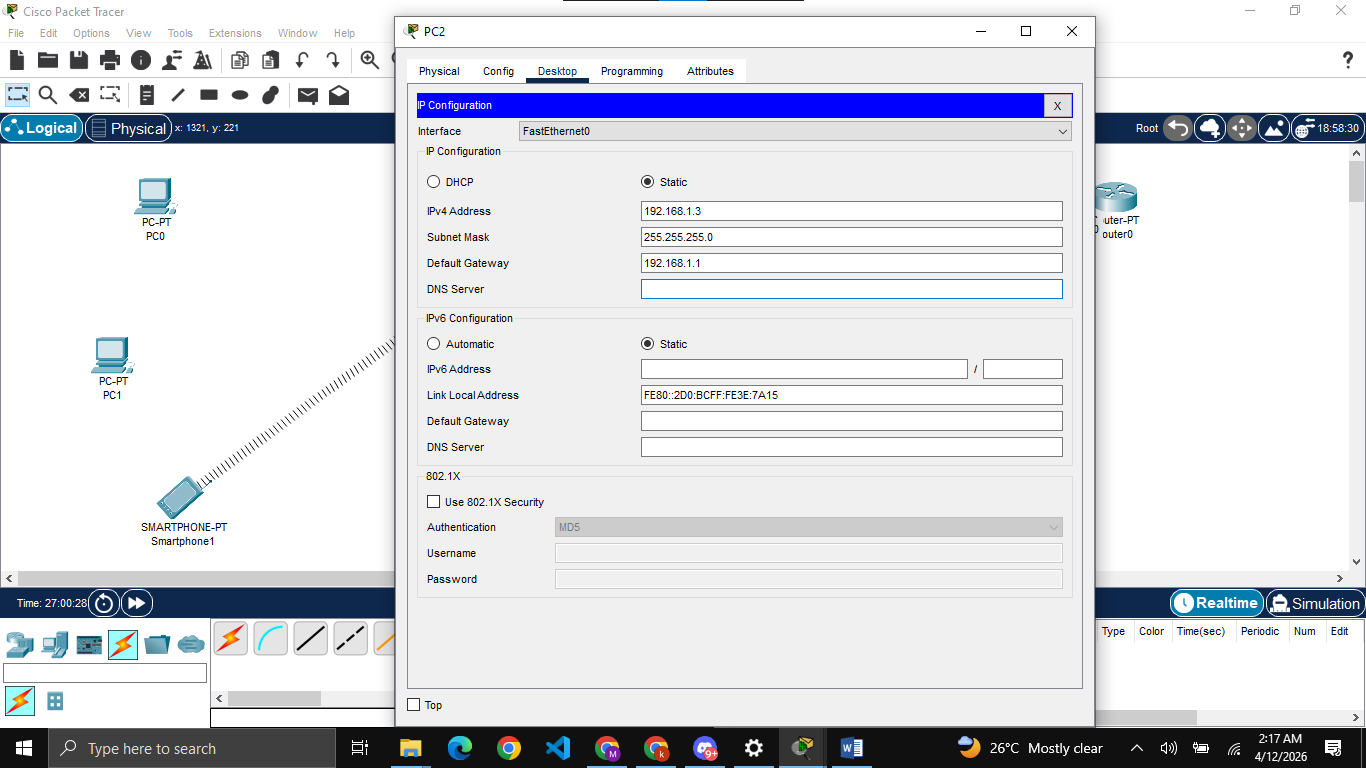 Cisco Packet Tracer
File Edit Options View Tools Extensions Window Help
Logical Physical x: 1321, y: 221
Root 18:58:30
PC-PT
PC0
PC-PT
PC1
SMARTPHONE-PT
Smartphone1
uter-PT
outer0
PC2
Physical Config Desktop Programming Attributes
IP Configuration X
Interface FastEthernet0
IP Configuration
DHCP Static
IPv4 Address 192.168.1.3
Subnet Mask 255.255.255.0
Default Gateway 192.168.1.1
DNS Server
IPv6 Configuration
Automatic Static
IPv6 Address /
Link Local Address FE80::2D0:BCFF:FE3E:7A15
Default Gateway
DNS Server
802.1X
Use 802.1X Security
Authentication MD5
Username
Password
Top
Time: 27:00:28
Realtime Simulation
Type Color Time(sec) Periodic Num Edit
Type here to search
M
k
9+
26°C Mostly clear
2:17 AM
4/12/2026